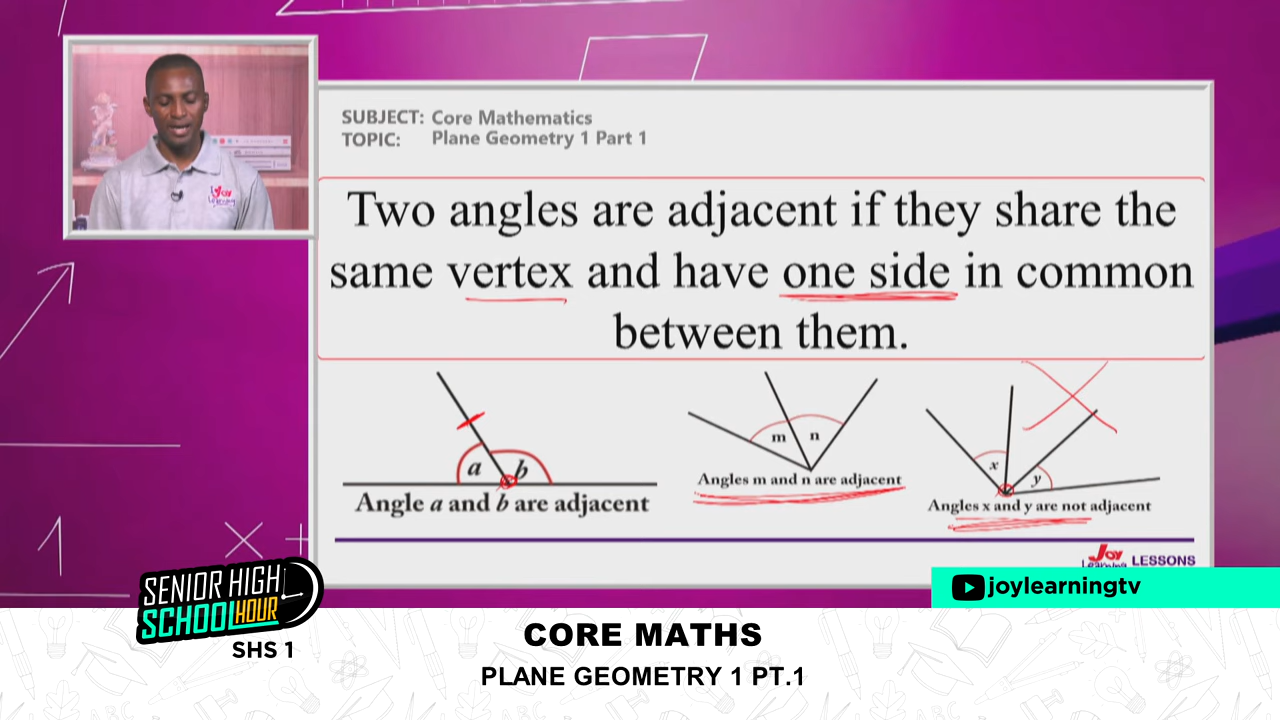 SUBJECT: Core Mathematics
TOPIC: Plane Geometry 1 Part 1
Two angles are adjacent if they share the
same vertex and have one side in common
between them.
a b
Angle a and b are adjacent
m n
Angles m and n are adjacent
x y
Angles x and y are not adjacent
Joy
Learning LESSONS
joylearningtv
SENIOR HIGH
SCHOOL HOUR
SHS 1
CORE MATHS
PLANE GEOMETRY 1 PT.1